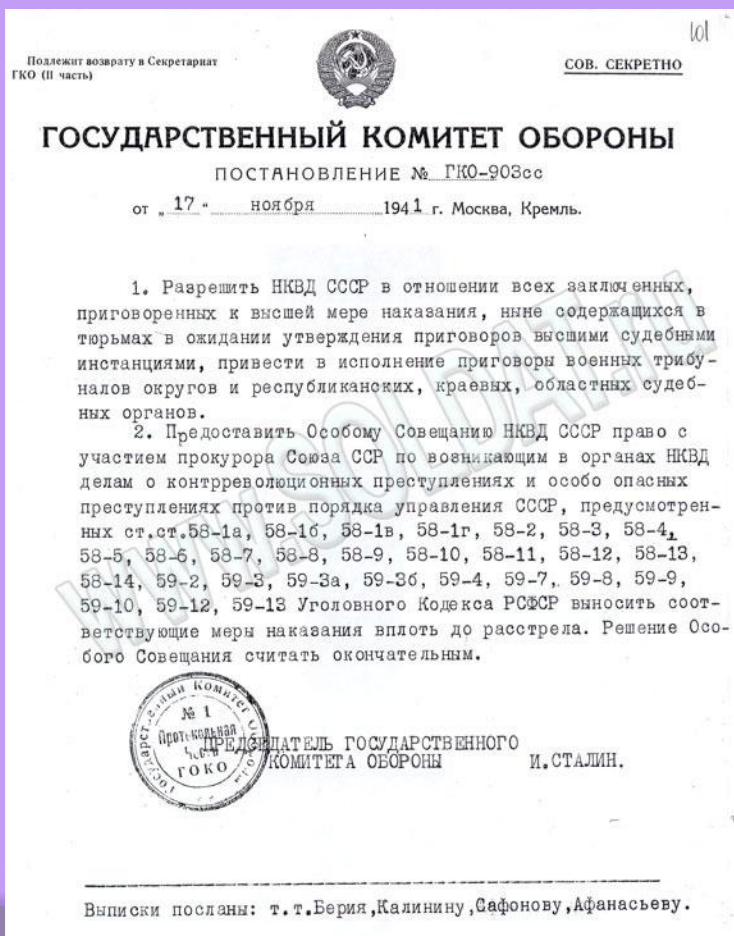 101
Подлежит возврату в Секретариат
ГКО (II часть)
СОВ. СЕКРЕТНО
ГОСУДАРСТВЕННЫЙ КОМИТЕТ ОБОРОНЫ
ПОСТАНОВЛЕНИЕ № ГКО-903сс
от „17“ ноября 1941 г. Москва, Кремль.
1. Разрешить НКВД СССР в отношении всех заключенных,
приговоренных к высшей мере наказания, ныне содержащихся в
тюрьмах в ожидании утверждения приговоров высшими судебными
инстанциями, привести в исполнение приговоры военных трибу-
налов округов и республиканских, краевых, областных судеб-
ных органов.
2. Предоставить Особому Совещанию НКВД СССР право с
участием прокурора Союза ССР по возникающим в органах НКВД
делам о контрреволюционных преступлениях и особо опасных
преступлениях против порядка управления СССР, предусмотрен-
ных ст.ст.58-1а, 58-1б, 58-1в, 58-1г, 58-2, 58-3, 58-4,
58-5, 58-6, 58-7, 58-8, 58-9, 58-10, 58-11, 58-12, 58-13,
58-14, 59-2, 59-3, 59-3а, 59-3б, 59-4, 59-7, 59-8, 59-9,
59-10, 59-12, 59-13 Уголовного Кодекса РСФСР выносить соот-
ветствующие меры наказания вплоть до расстрела. Решение Осо-
бого Совещания считать окончательным.
Государственный Комитет Обороны
№ 1
Протокольная
часть
ГОКО
ПРЕДСЕДАТЕЛЬ ГОСУДАРСТВЕННОГО
КОМИТЕТА ОБОРОНЫ И.СТАЛИН.
Выписки посланы: т.т.Берия,Калинину,Сафонову,Афанасьеву.
WWW.SOLDAT.ru